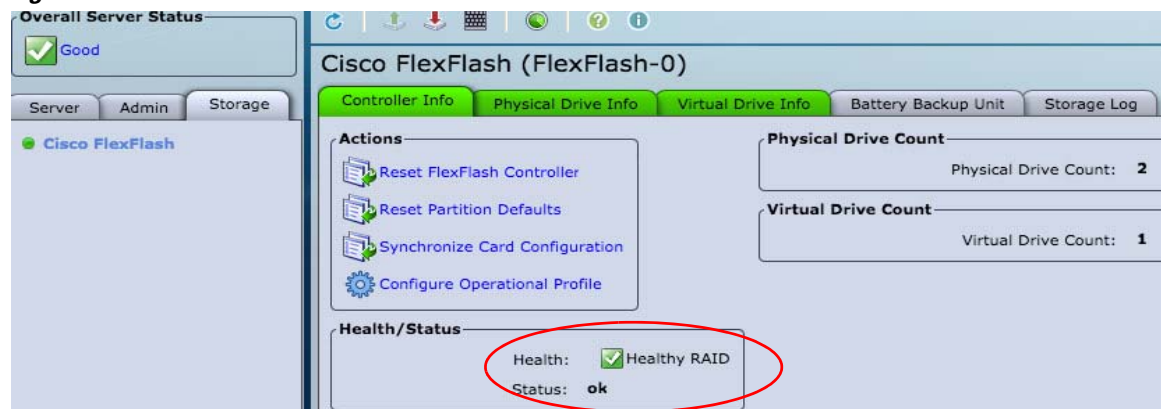 Overall Server Status
Good
Server Admin Storage
Cisco FlexFlash
Cisco FlexFlash (FlexFlash-0)
Controller Info Physical Drive Info Virtual Drive Info Battery Backup Unit Storage Log
Actions
Reset FlexFlash Controller
Reset Partition Defaults
Synchronize Card Configuration
Configure Operational Profile
Physical Drive Count
Physical Drive Count: 2
Virtual Drive Count
Virtual Drive Count: 1
Health/Status
Health: Healthy RAID
Status: ok